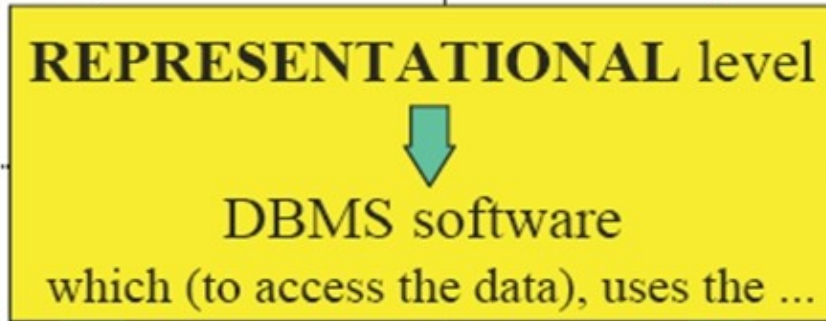 REPRESENTATIONAL level
DBMS software
which (to access the data), uses the ...